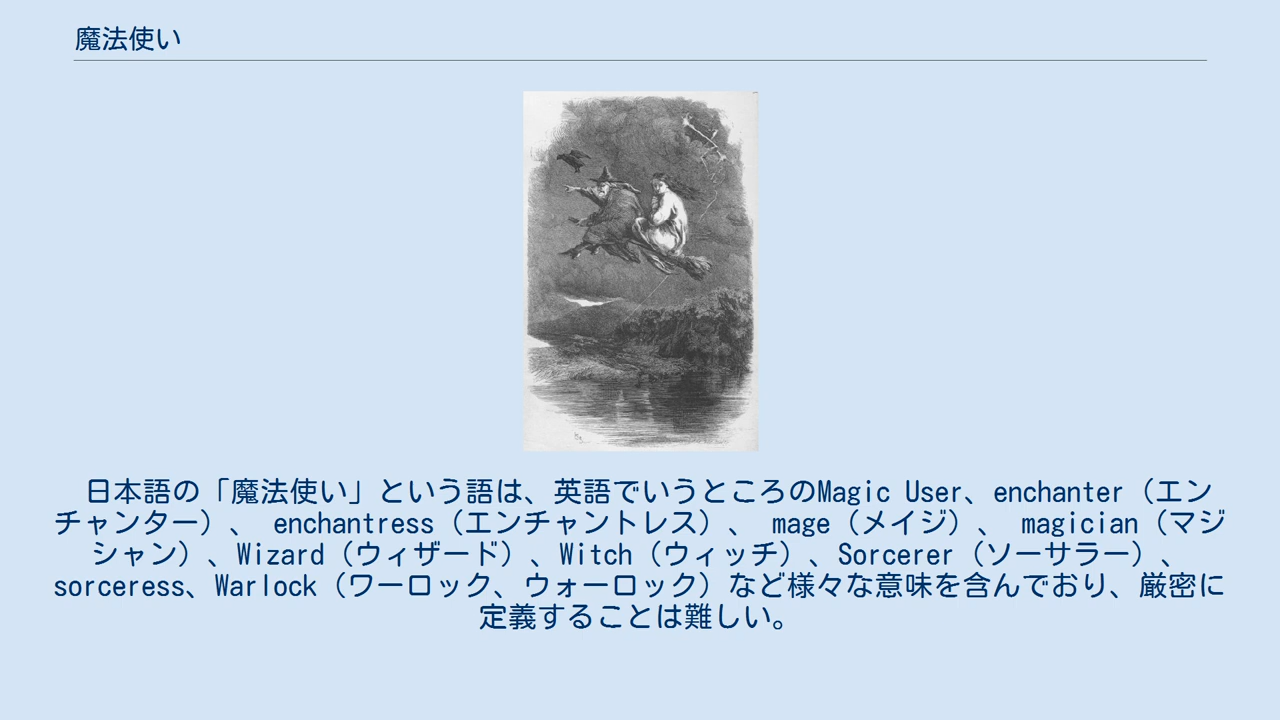 魔法使い
日本語の「魔法使い」という語は、英語でいうところのMagic User、enchanter（エン
チャンター）、 enchantress（エンチャントレス）、 mage（メイジ）、 magician（マジ
シャン）、Wizard（ウィザード）、Witch（ウィッチ）、Sorcerer（ソーサラー）、
sorceress、Warlock（ワーロック、ウォーロック）など様々な意味を含んでおり、厳密に
定義することは難しい。